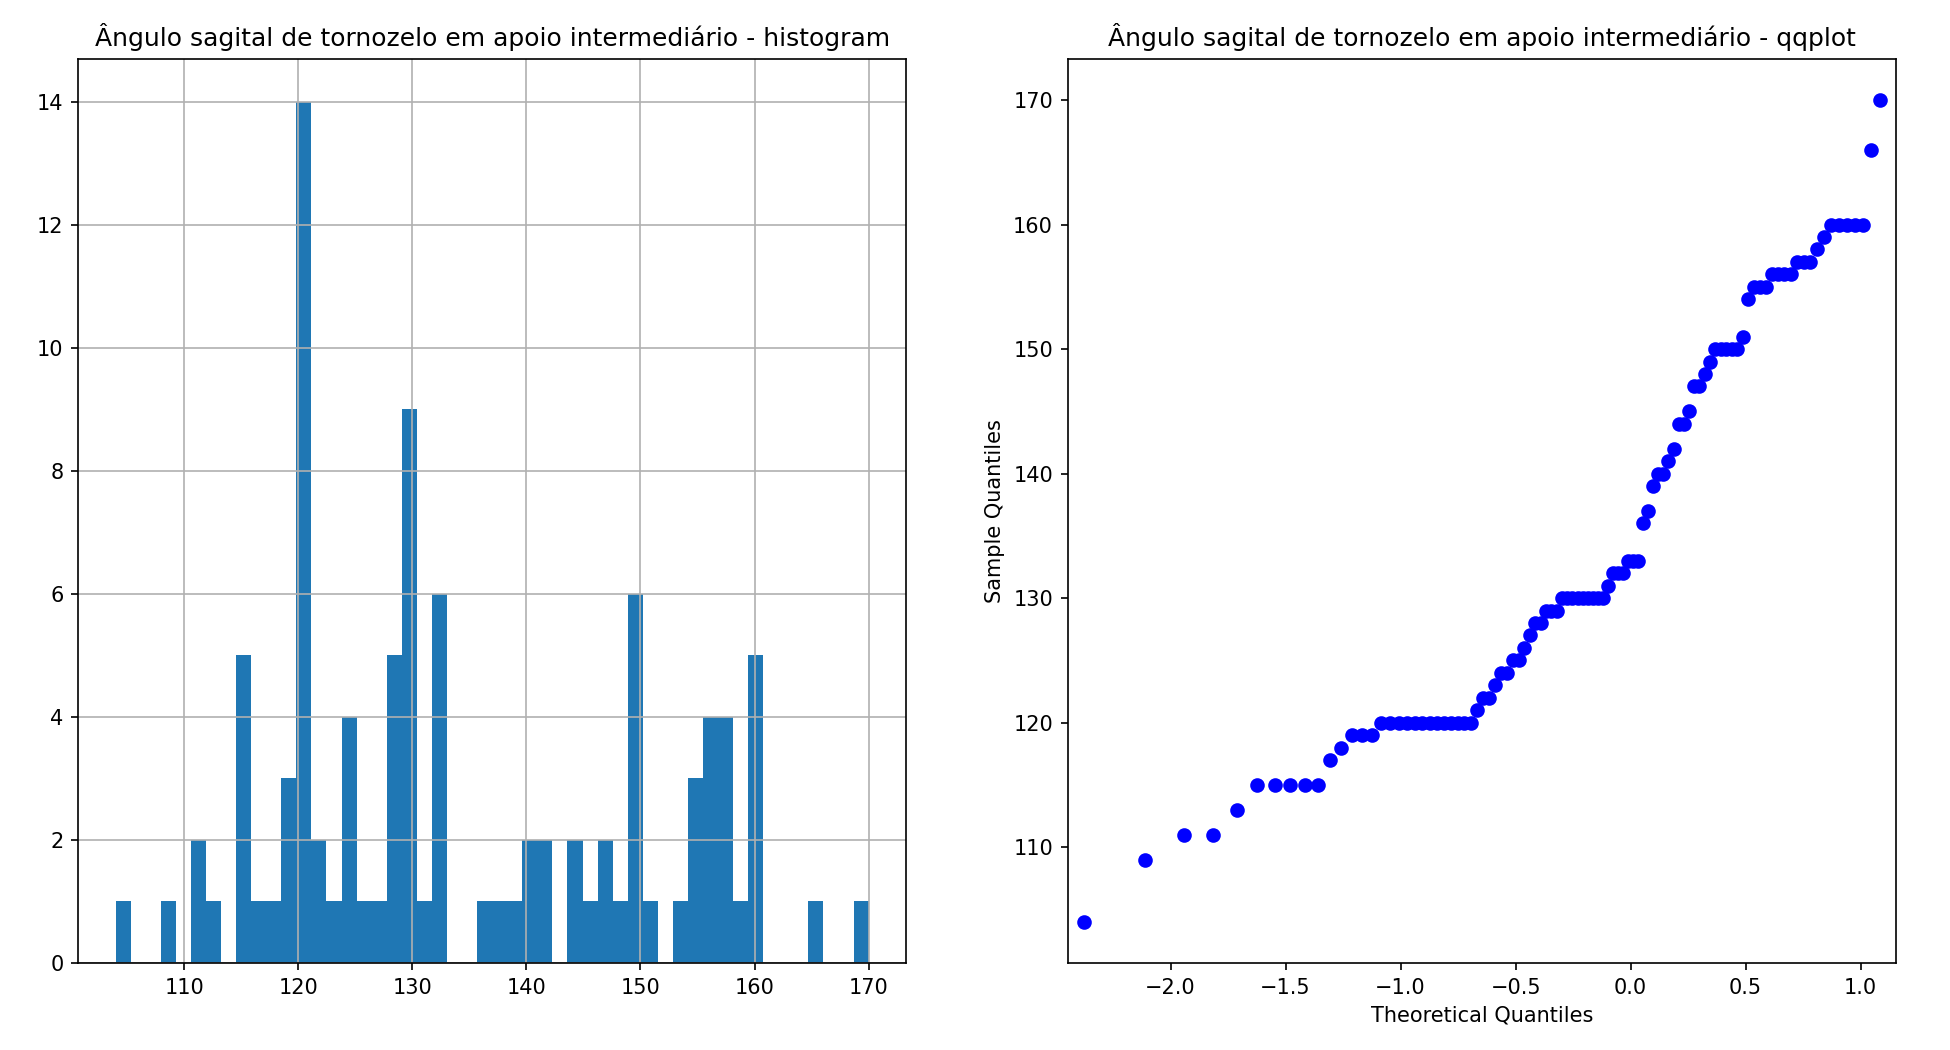 Ângulo sagital de tornozelo em apoio intermediário - histogram
14
12
10
8
6
4
2
0
110 120 130 140 150 160 170
Ângulo sagital de tornozelo em apoio intermediário - qqplot
Sample Quantiles
170
160
150
140
130
120
110
−2.0 −1.5 −1.0 −0.5 0.0 0.5 1.0
Theoretical Quantiles